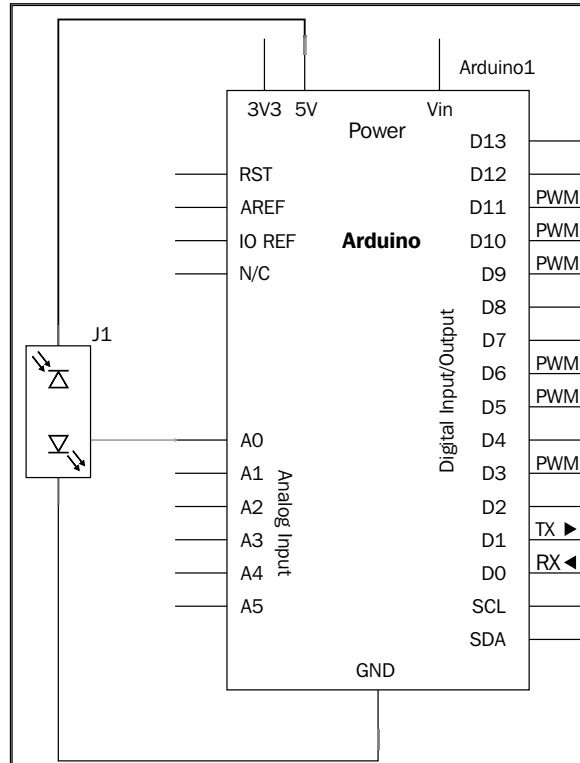 Arduino1
3V3 5V Vin
Power
D13
RST D12
AREF D11 PWM
IO REF Arduino D10 PWM
N/C D9 PWM
D8
J1 D7
D6 PWM
D5 PWM
Digital Input/Output
A0 D4
A1 D3 PWM
A2 D2
Analog Input
A3 D1 TX
A4 D0 RX
A5 SCL
SDA
GND